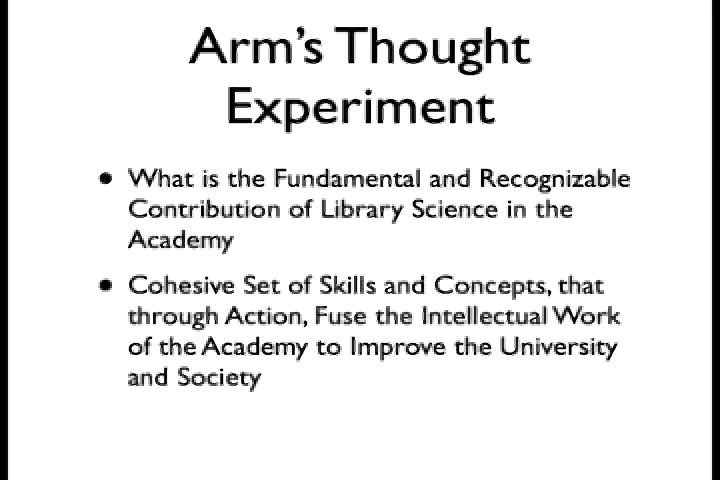 Arm's Thought
Experiment
• What is the Fundamental and Recognizable
Contribution of Library Science in the
Academy
• Cohesive Set of Skills and Concepts, that
through Action, Fuse the Intellectual Work
of the Academy to Improve the University
and Society